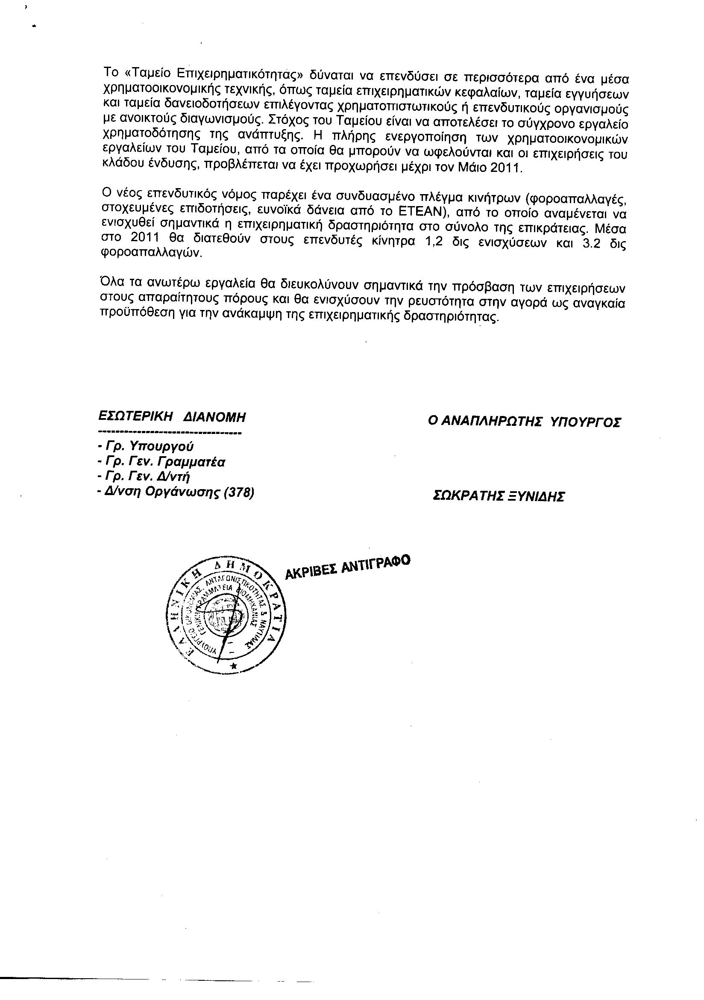 Το «Ταμείο Επιχειρηματικότητας» δύναται να επενδύσει σε περισσότερα από ένα μέσα
χρηματοοικονομικής τεχνικής, όπως ταμεία επιχειρηματικών κεφαλαίων, ταμεία εγγυήσεων
και ταμεία δανειοδοτήσεων επιλέγοντας χρηματοπιστωτικούς ή επενδυτικούς οργανισμούς
με ανοικτούς διαγωνισμούς. Στόχος του Ταμείου είναι να αποτελέσει το σύγχρονο εργαλείο
χρηματοδότησης της ανάπτυξης. Η πλήρης ενεργοποίηση των χρηματοοικονομικών
εργαλείων του Ταμείου, από τα οποία θα μπορούν να ωφελούνται και οι επιχειρήσεις του
κλάδου ένδυσης, προβλέπεται να έχει προχωρήσει μέχρι τον Μάιο 2011.
Ο νέος επενδυτικός νόμος παρέχει ένα συνδυασμένο πλέγμα κινήτρων (φοροαπαλλαγές,
στοχευμένες επιδοτήσεις, ευνοϊκά δάνεια από το ΕΤΕΑΝ), από το οποίο αναμένεται να
ενισχυθεί σημαντικά η επιχειρηματική δραστηριότητα στο σύνολο της επικράτειας. Μέσα
στο 2011 θα διατεθούν στους επενδυτές κίνητρα 1,2 δις ενισχύσεων και 3.2 δις
φοροαπαλλαγών.
Όλα τα ανωτέρω εργαλεία θα διευκολύνουν σημαντικά την πρόσβαση των επιχειρήσεων
στους απαραίτητους πόρους και θα ενισχύσουν την ρευστότητα στην αγορά ως αναγκαία
προϋπόθεση για την ανάκαμψη της επιχειρηματικής δραστηριότητας.
ΕΣΩΤΕΡΙΚΗ ΔΙΑΝΟΜΗ
---------------------------------
- Γρ. Υπουργού
- Γρ. Γεν. Γραμματέα
- Γρ. Γεν. Δ/ντή
- Δ/νση Οργάνωσης (378)
Ο ΑΝΑΠΛΗΡΩΤΗΣ ΥΠΟΥΡΓΟΣ
ΣΩΚΡΑΤΗΣ ΞΥΝΙΔΗΣ
ΑΚΡΙΒΕΣ ΑΝΤΙΓΡΑΦΟ
ΕΛΛΗΝΙΚΗ ΔΗΜΟΚΡΑΤΙΑ
ΥΠΟΥΡΓΕΙΟ ΟΙΚΟΝΟΜΙΑΣ, ΑΝΤΑΓΩΝΙΣΤΙΚΟΤΗΤΑΣ & ΝΑΥΤΙΛΙΑΣ
ΓΕΝΙΚΗ ΓΡΑΜΜΑΤΕΙΑ ΒΙΟΜΗΧΑΝΙΑΣ